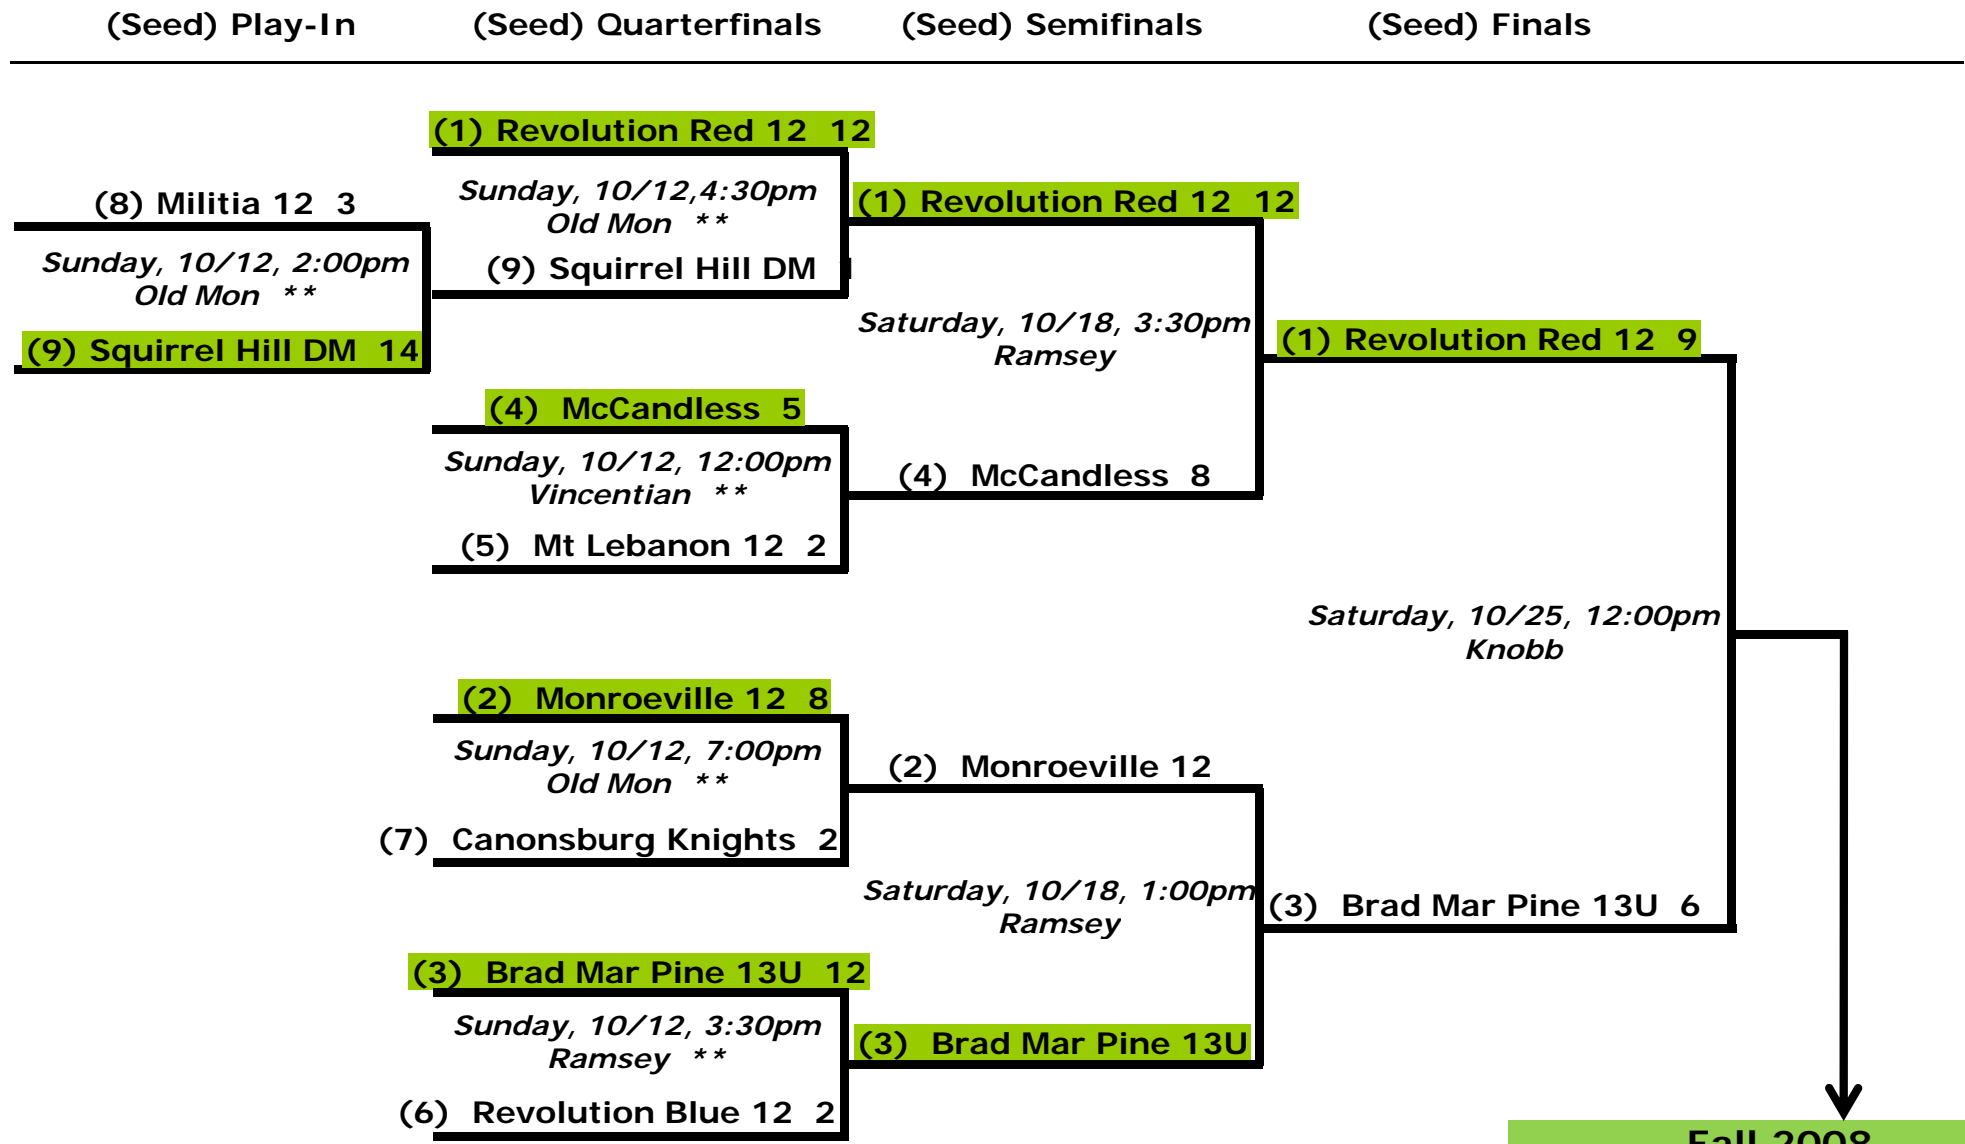 (Seed) Play-In
(Seed) Quarterfinals
(Seed) Semifinals
(Seed) Finals
(8) Militia 12 3
Sunday, 10/12, 2:00pm
Old Mon **
(9) Squirrel Hill DM 14
(1) Revolution Red 12 12
Sunday, 10/12,4:30pm
Old Mon **
(9) Squirrel Hill DM 1
(4) McCandless 5
Sunday, 10/12, 12:00pm
Vincentian **
(5) Mt Lebanon 12 2
(2) Monroeville 12 8
Sunday, 10/12, 7:00pm
Old Mon **
(7) Canonsburg Knights 2
(3) Brad Mar Pine 13U 12
Sunday, 10/12, 3:30pm
Ramsey **
(6) Revolution Blue 12 2
(1) Revolution Red 12 12
Saturday, 10/18, 3:30pm
Ramsey
(4) McCandless 8
(2) Monroeville 12
Saturday, 10/18, 1:00pm
Ramsey
(3) Brad Mar Pine 13U
(1) Revolution Red 12 9
Saturday, 10/25, 12:00pm
Knobb
(3) Brad Mar Pine 13U 6
Fall 2008